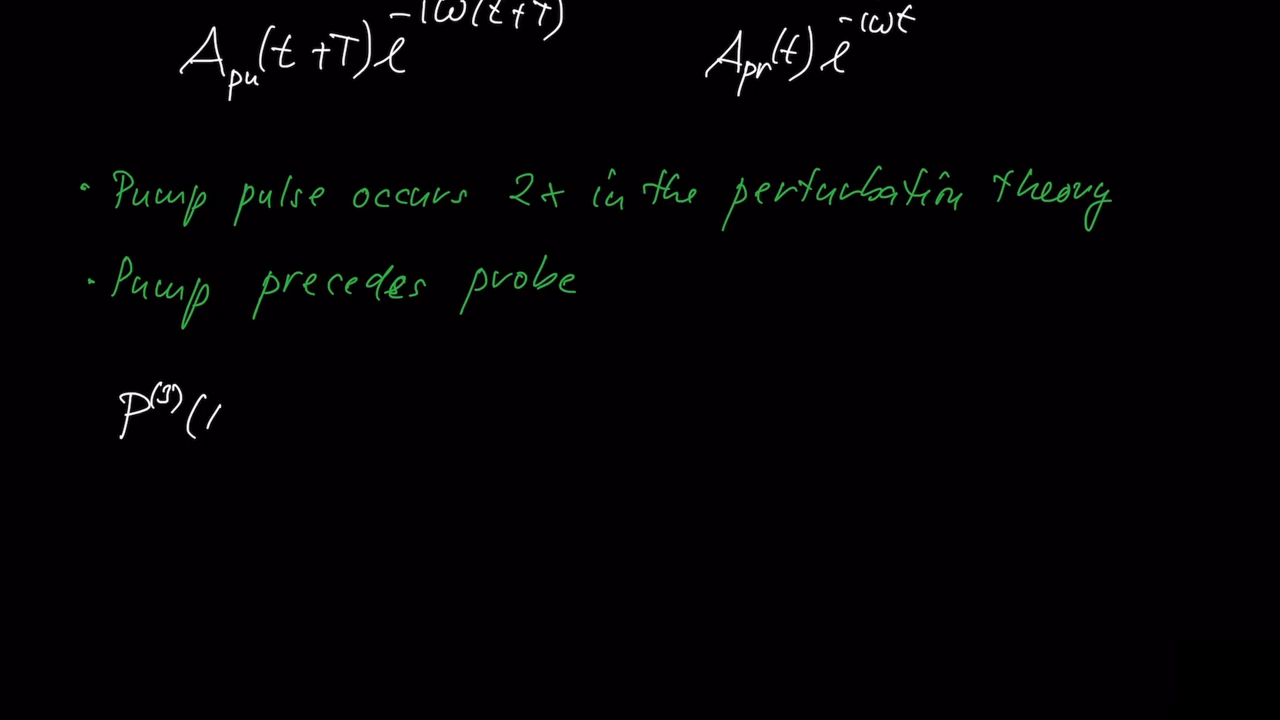 A_pu(t+T)e^-iω(t+T) A_pr(t)e^-iωt
· Pump pulse occurs 2x in the perturbation theory
· Pump precedes probe
P^(3)(